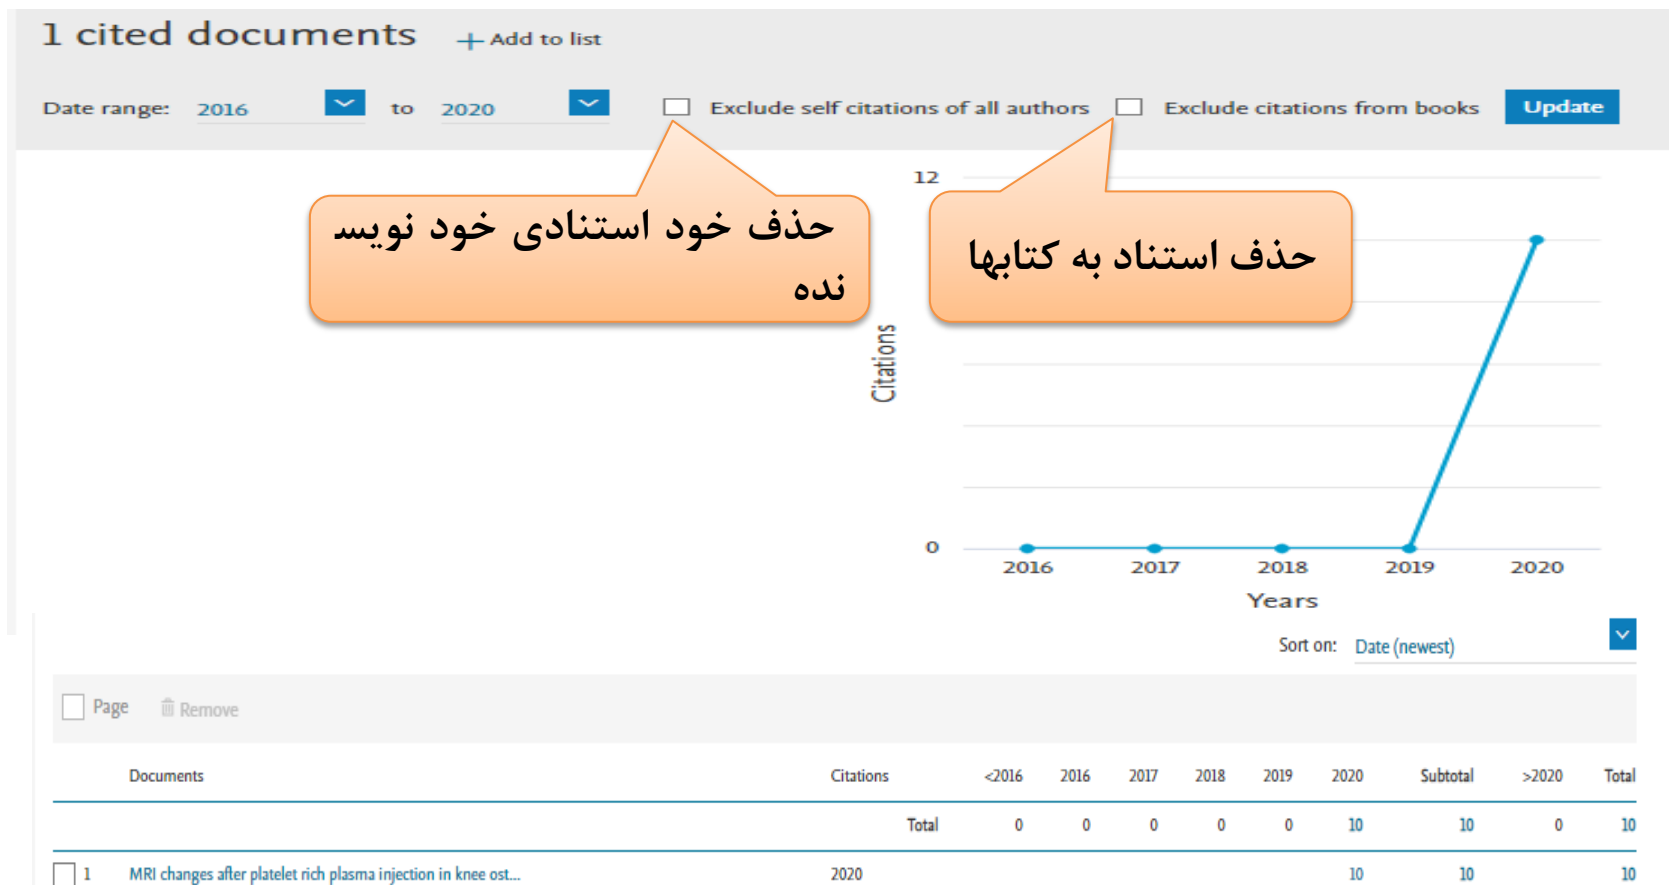 1 cited documents + Add to list
Date range: 2016 to 2020 Exclude self citations of all authors Exclude citations from books Update
حذف خود استنادی خود نویسـ
نده
حذف استناد به کتابها
12
Citations
0
2016 2017 2018 2019 2020
Years
Sort on: Date (newest)
Page Remove
Documents Citations <2016 2016 2017 2018 2019 2020 Subtotal >2020 Total
Total 0 0 0 0 0 10 10 0 10
1 MRI changes after platelet rich plasma injection in knee ost... 2020 10 10 10